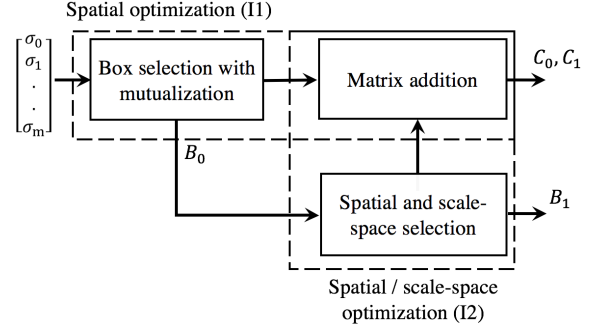 Spatial optimization (I1)
σ₀
σ₁
.
.
σₘ
Box selection with
mutualization
Matrix addition
C₀, C₁
B₀
Spatial and scale-
space selection
B₁
Spatial / scale-space
optimization (I2)